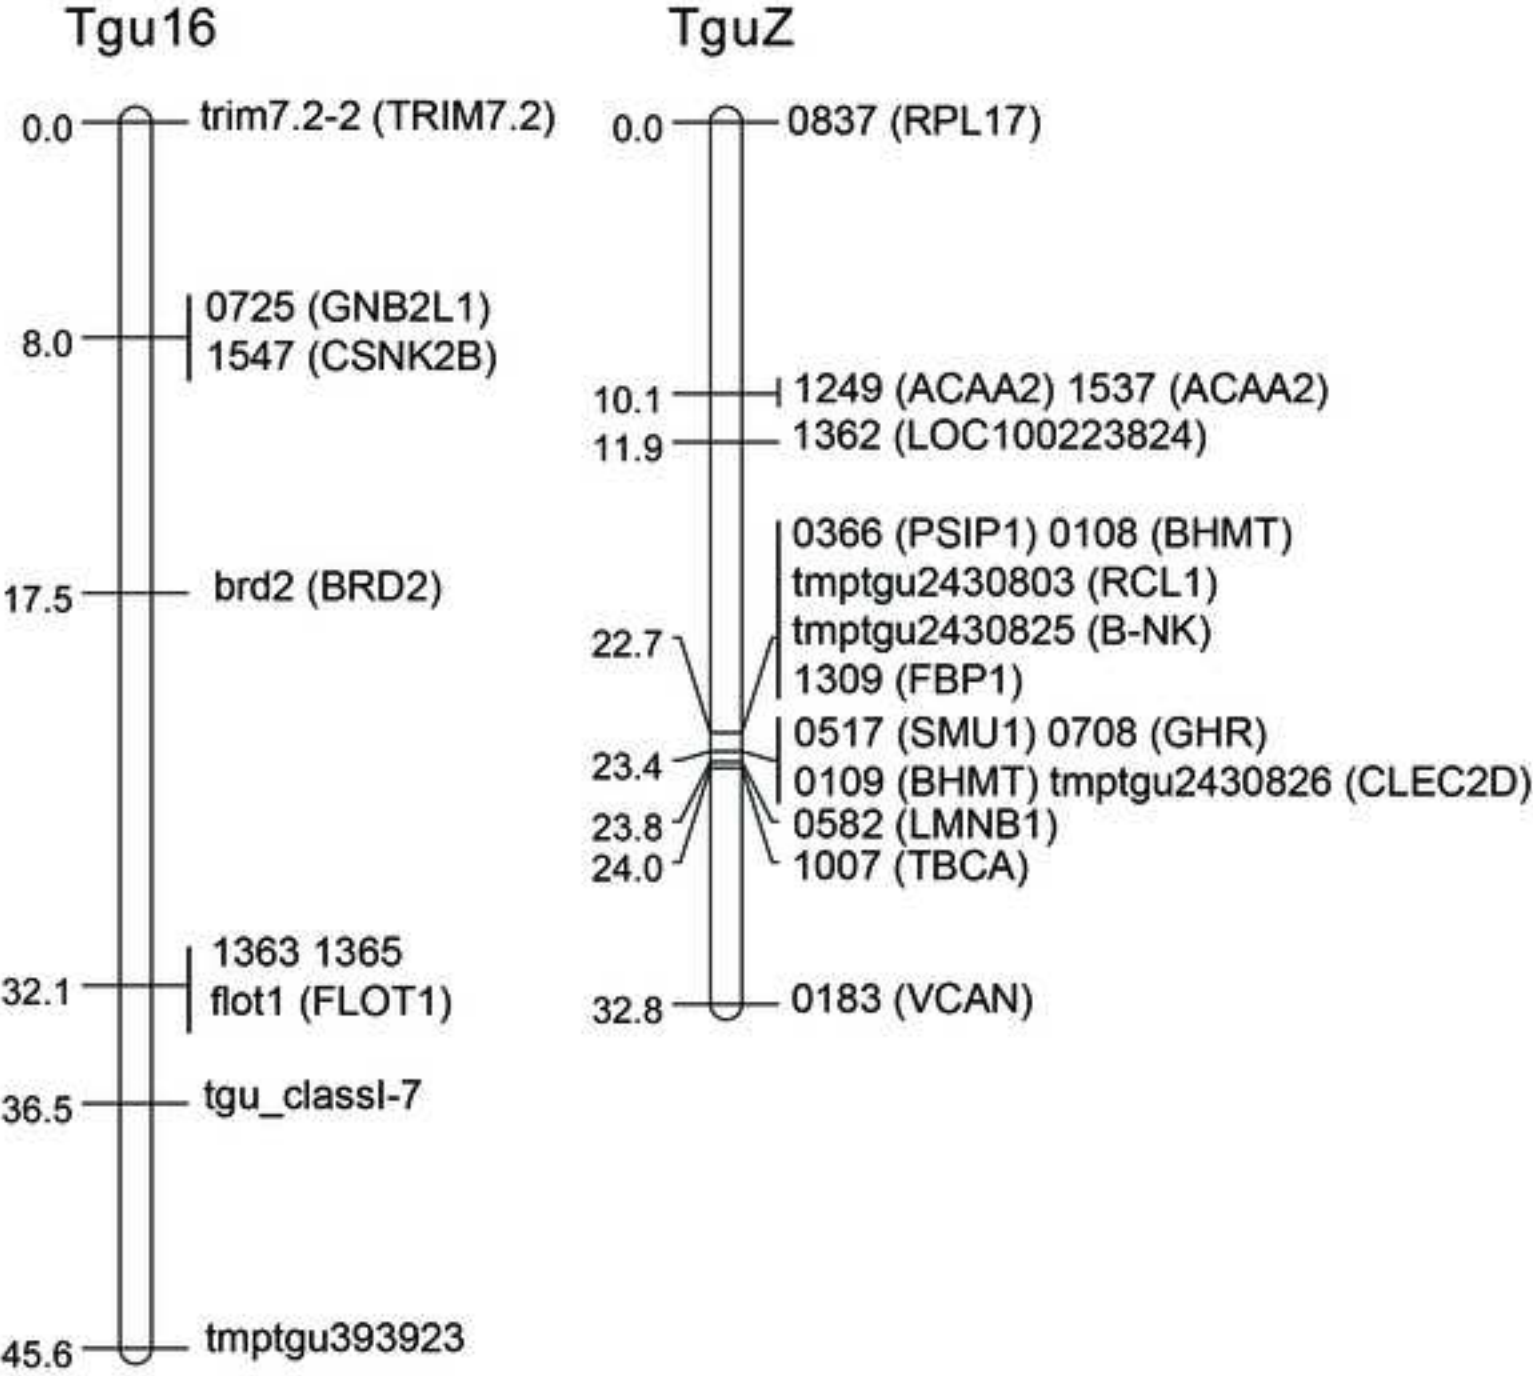 Tgu16
0.0 trim7.2-2 (TRIM7.2)
0725 (GNB2L1)
8.0
1547 (CSNK2B)
17.5 brd2 (BRD2)
1363 1365
32.1 flot1 (FLOT1)
36.5 tgu_classI-7
45.6 tmptgu393923
TguZ
0.0 0837 (RPL17)
10.1 1249 (ACAA2) 1537 (ACAA2)
11.9 1362 (LOC100223824)
0366 (PSIP1) 0108 (BHMT)
tmptgu2430803 (RCL1)
22.7 tmptgu2430825 (B-NK)
1309 (FBP1)
0517 (SMU1) 0708 (GHR)
23.4
0109 (BHMT) tmptgu2430826 (CLEC2D)
23.8 0582 (LMNB1)
24.0 1007 (TBCA)
32.8 0183 (VCAN)